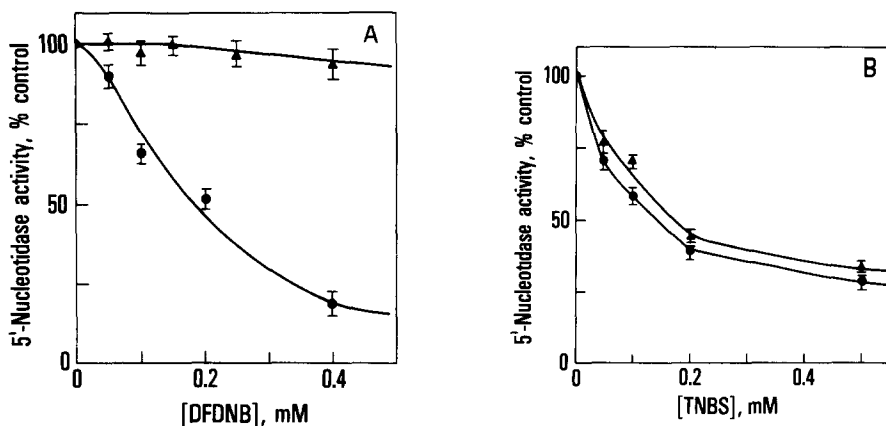 A
5'-Nucleotidase activity, % control
100
50
0
0
0.2
0.4
[DFDNB], mM
B
5'-Nucleotidase activity, % control
100
50
0
0
0.2
0.4
[TNBS], mM